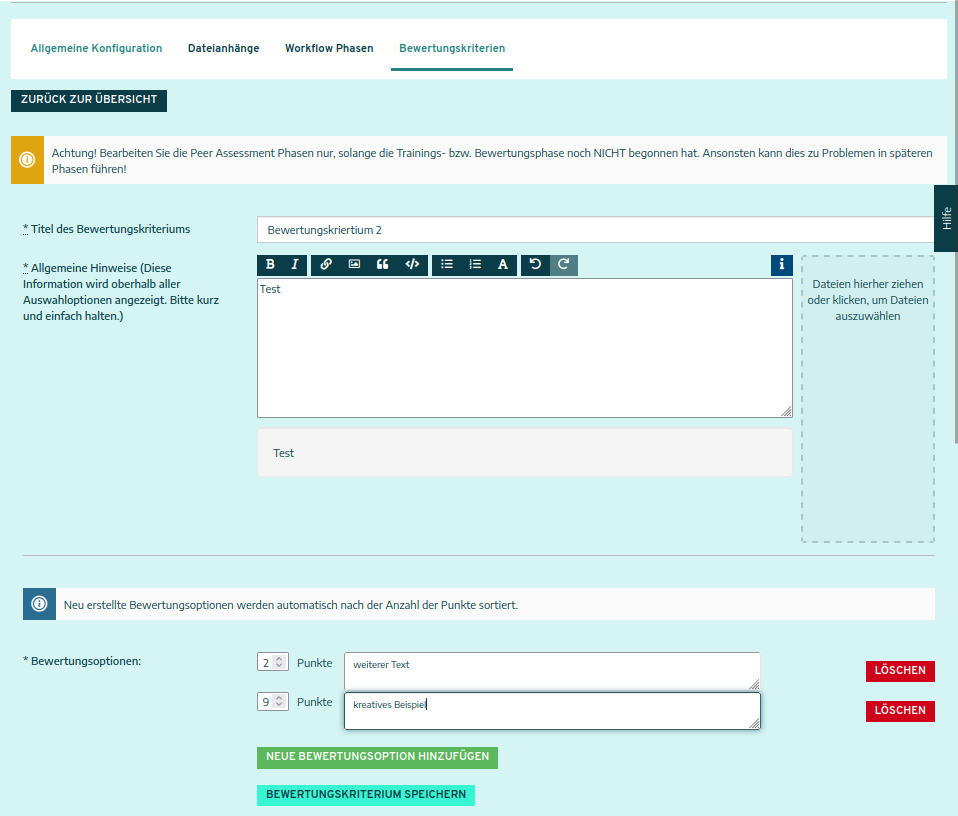 Allgemeine Konfiguration Dateianhänge Workflow Phasen Bewertungskriterien
ZURÜCK ZUR ÜBERSICHT
Achtung! Bearbeiten Sie die Peer Assessment Phasen nur, solange die Trainings- bzw. Bewertungsphase noch NICHT begonnen hat. Ansonsten kann dies zu Problemen in späteren
Phasen führen!
Hilfe
* Titel des Bewertungskriteriums
Bewertungskriertium 2
* Allgemeine Hinweise (Diese
Information wird oberhalb aller
Auswahloptionen angezeigt. Bitte kurz
und einfach halten.)
B I A i
Test
Test
Dateien hierher ziehen
oder klicken, um Dateien
auszuwählen
Neu erstellte Bewertungsoptionen werden automatisch nach der Anzahl der Punkte sortiert.
* Bewertungsoptionen:
2 Punkte weiterer Text LÖSCHEN
9 Punkte kreatives Beispiel LÖSCHEN
NEUE BEWERTUNGSOPTION HINZUFÜGEN
BEWERTUNGSKRITERIUM SPEICHERN